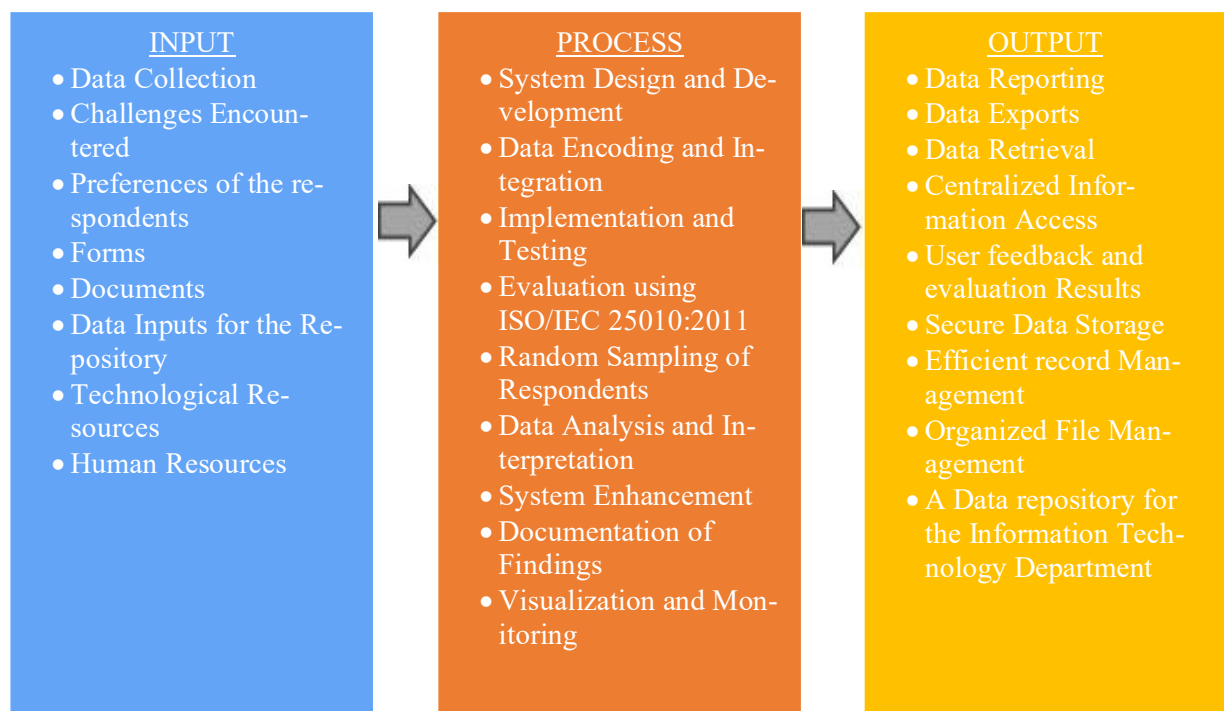 INPUT
• Data Collection
• Challenges Encoun-
tered
• Preferences of the re-
spondents
• Forms
• Documents
• Data Inputs for the Re-
pository
• Technological Re-
sources
• Human Resources
PROCESS
• System Design and De-
velopment
• Data Encoding and In-
tegration
• Implementation and
Testing
• Evaluation using
ISO/IEC 25010:2011
• Random Sampling of
Respondents
• Data Analysis and In-
terpretation
• System Enhancement
• Documentation of
Findings
• Visualization and Mon-
itoring
OUTPUT
• Data Reporting
• Data Exports
• Data Retrieval
• Centralized Infor-
mation Access
• User feedback and
evaluation Results
• Secure Data Storage
• Efficient record Man-
agement
• Organized File Man-
agement
• A Data repository for
the Information Tech-
nology Department